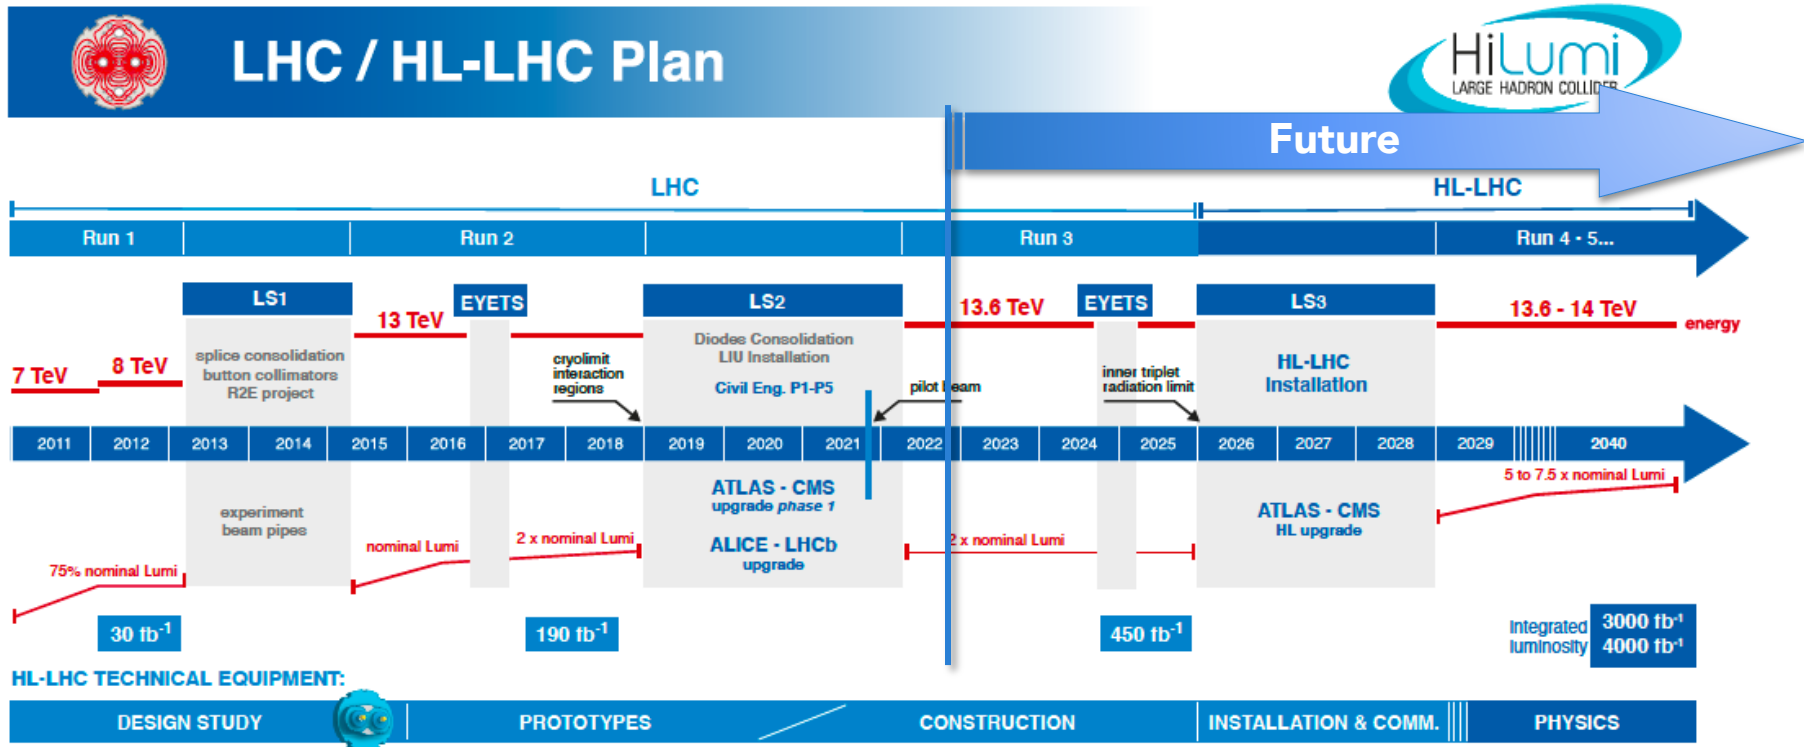 LHC / HL-LHC Plan
HiLumi
LARGE HADRON COLLIDER
Future
LHC
HL-LHC
Run 1
Run 2
Run 3
Run 4 - 5...
LS1
EYETS
LS2
EYETS
LS3
7 TeV
8 TeV
13 TeV
13.6 TeV
13.6 - 14 TeV
energy
splice consolidation
button collimators
R2E project
cryolimit
interaction
regions
Diodes Consolidation
LIU Installation
Civil Eng. P1-P5
pilot beam
inner triplet
radiation limit
HL-LHC
Installation
2011 2012 2013 2014 2015 2016 2017 2018 2019 2020 2021 2022 2023 2024 2025 2026 2027 2028 2029 2040
experiment
beam pipes
ATLAS - CMS
upgrade phase 1
ALICE - LHCb
upgrade
ATLAS - CMS
HL upgrade
75% nominal Lumi
nominal Lumi
2 x nominal Lumi
2 x nominal Lumi
5 to 7.5 x nominal Lumi
30 fb⁻¹
190 fb⁻¹
450 fb⁻¹
integrated
luminosity
3000 fb⁻¹
4000 fb⁻¹
HL-LHC TECHNICAL EQUIPMENT:
DESIGN STUDY
PROTOTYPES
CONSTRUCTION
INSTALLATION & COMM.
PHYSICS